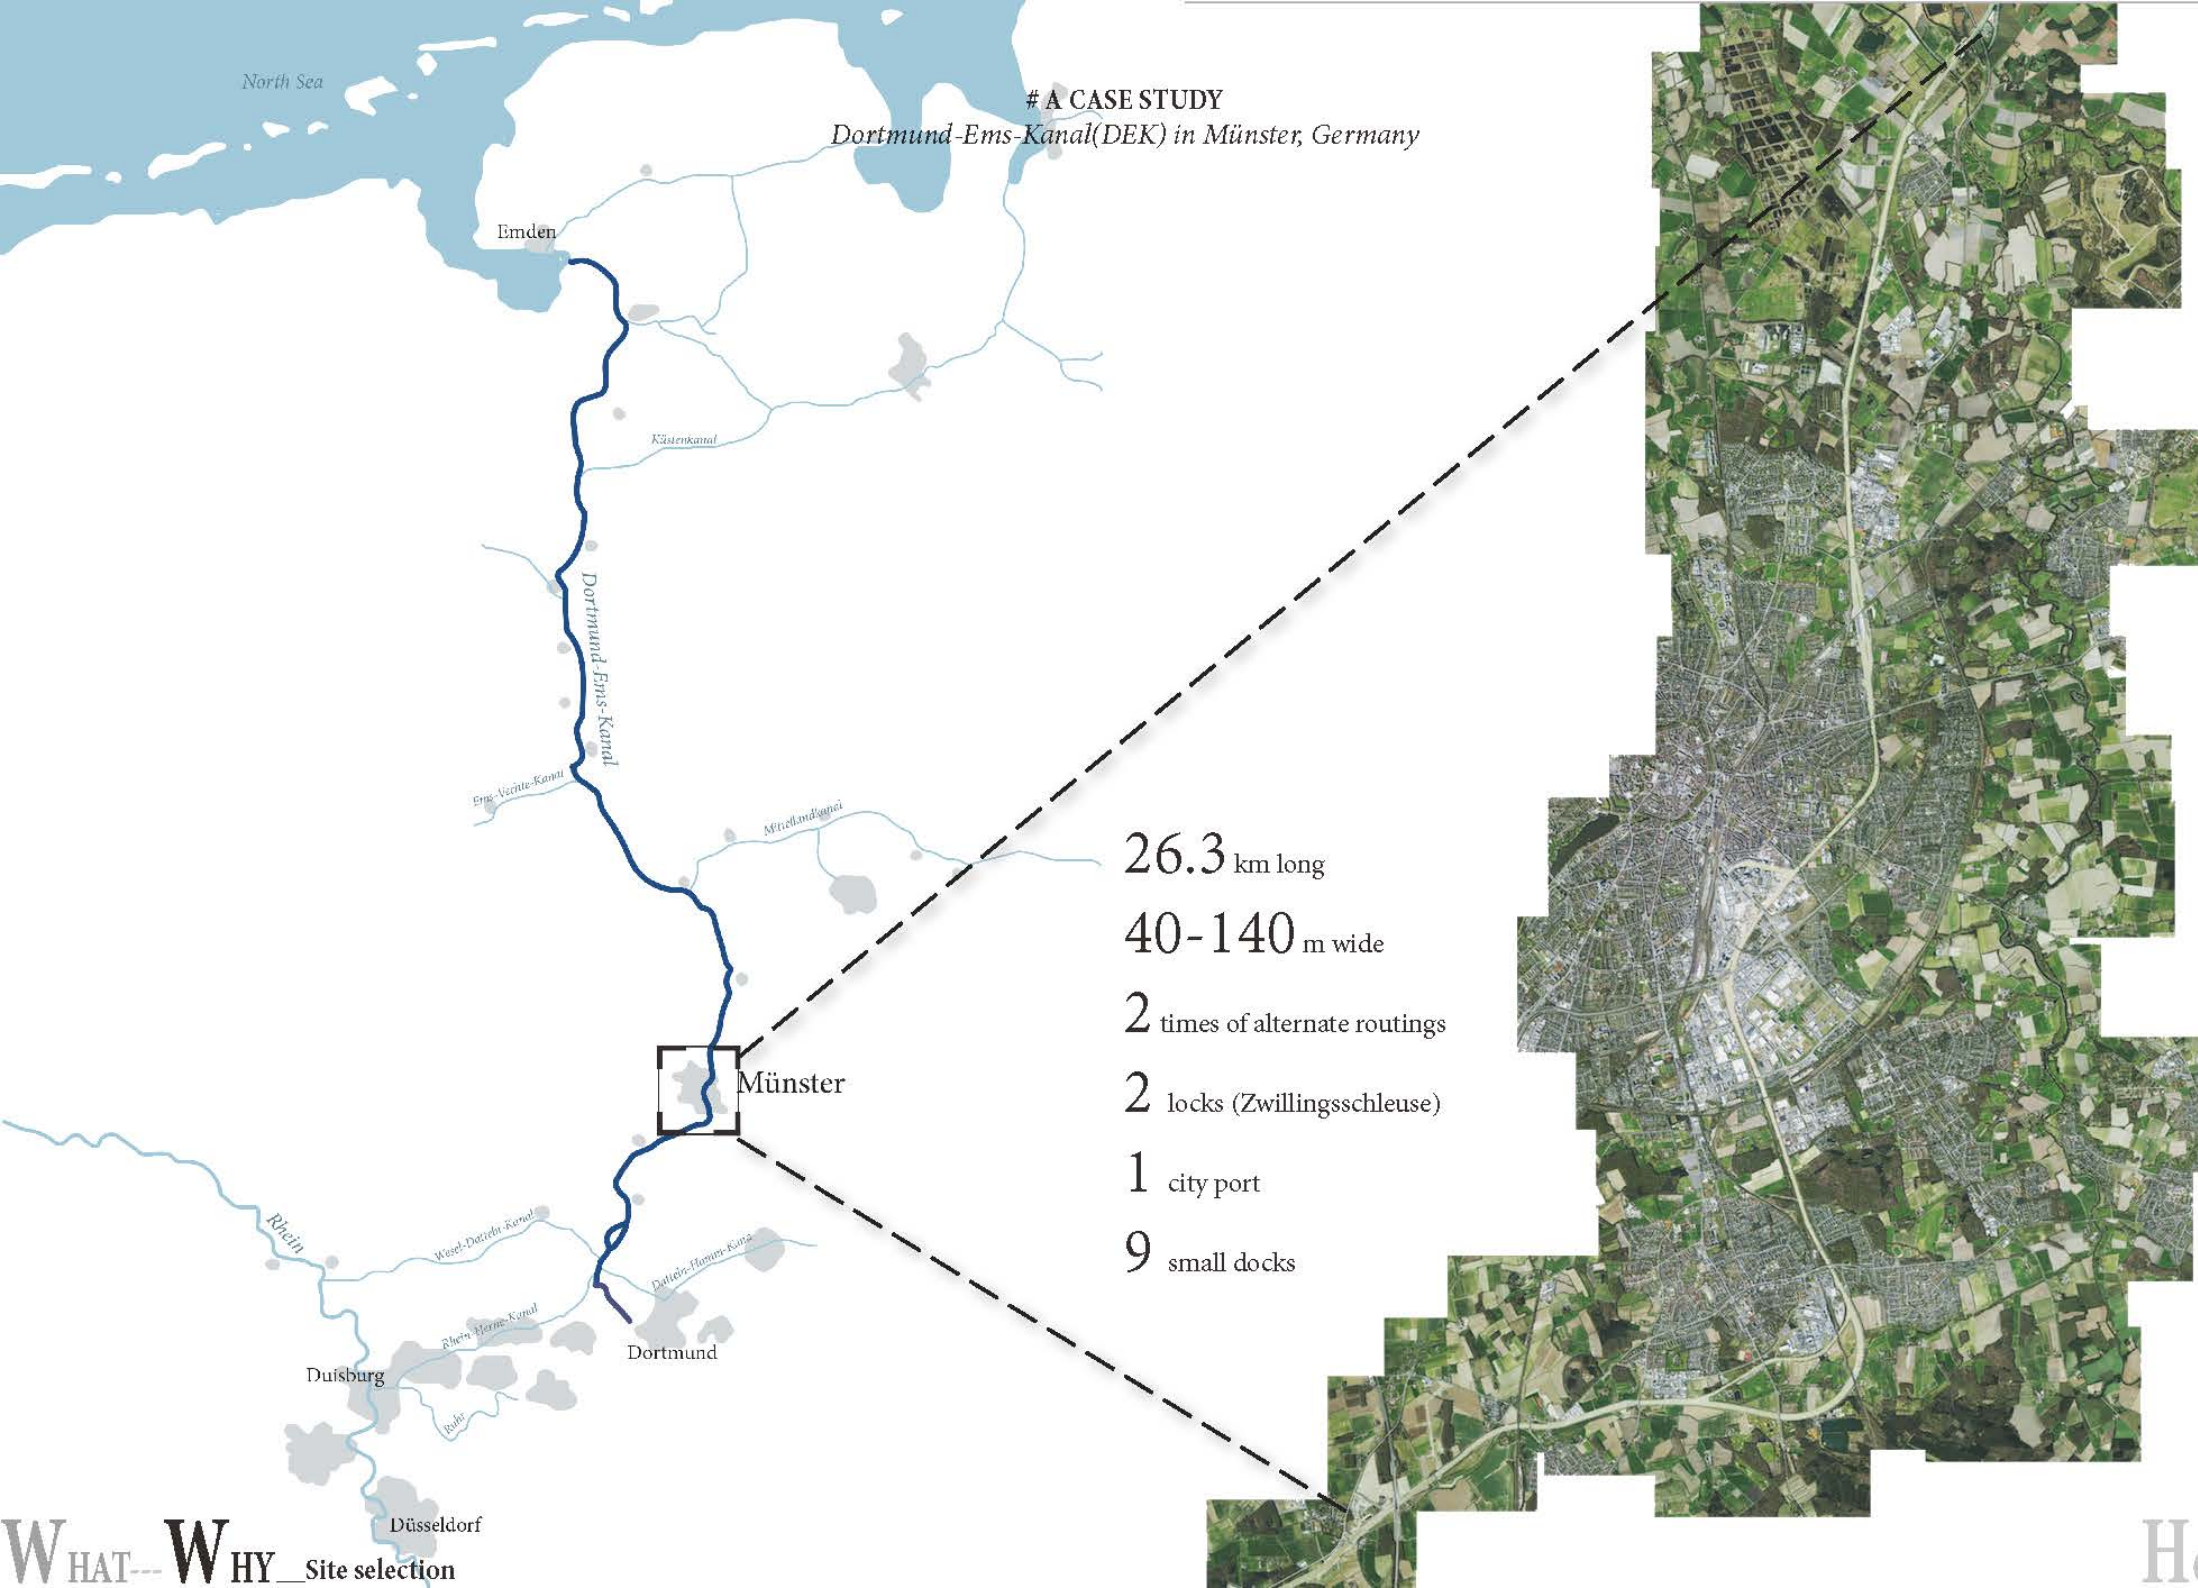 North Sea
# A CASE STUDY
Dortmund-Ems-Kanal(DEK) in Münster, Germany
Emden
Küstenkanal
Dortmund-Ems-Kanal
Ems-Vechte-Kanal
Mittellandkanal
26.3 km long
40-140 m wide
2 times of alternate routings
2 locks (Zwillingsschleuse)
1 city port
9 small docks
Münster
Rhein
Wesel-Datteln-Kanal
Datteln-Hamm-Kana
Rhein-Herne-Kanal
Dortmund
Duisburg
Ruhr
Düsseldorf
WHAT---WHY__Site selection